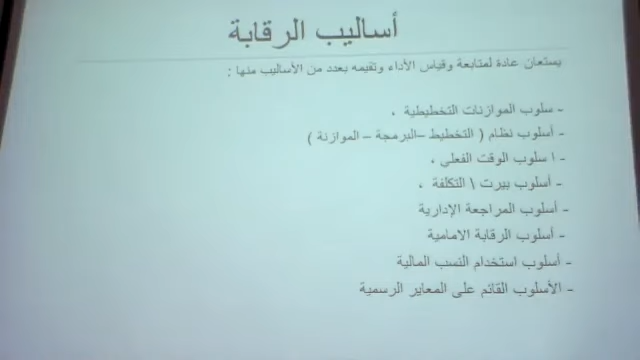 أساليب الرقابة
يستعان عادة لمتابعة وقياس الأداء وتقيمه بعدد من الأساليب منها :
- سلوب الموازنات التخطيطية ،
- أسلوب نظام ( التخطيط –البرمجة – الموازنة )
- ا سلوب الوقت الفعلي ،
- أسلوب بيرت \ التكلفة ،
- أسلوب المراجعة الإدارية
- أسلوب الرقابة الامامية
- أسلوب استخدام النسب المالية
- الأسلوب القائم على المعاير الرسمية